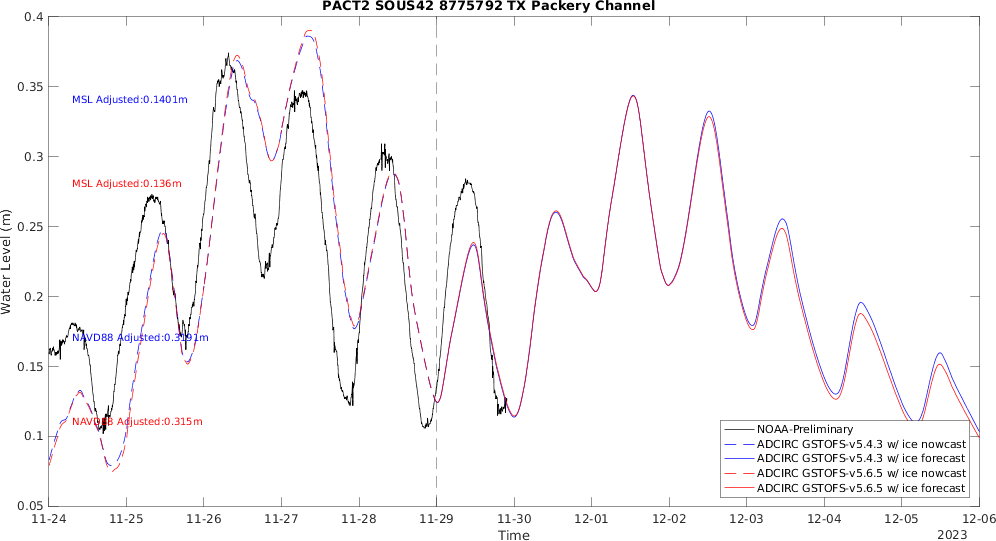 PACT2 SOUS42 8775792 TX Packery Channel
0.4
0.35
0.3
0.25
0.2
0.15
0.1
0.05
Water Level (m)
MSL Adjusted:0.1401m
MSL Adjusted:0.136m
NAVD88 Adjusted:0.3191m
NAVD88 Adjusted:0.315m
NOAA-Preliminary
ADCIRC GSTOFS-v5.4.3 w/ ice nowcast
ADCIRC GSTOFS-v5.4.3 w/ ice forecast
ADCIRC GSTOFS-v5.6.5 w/ ice nowcast
ADCIRC GSTOFS-v5.6.5 w/ ice forecast
11-24 11-25 11-26 11-27 11-28 11-29 11-30 12-01 12-02 12-03 12-04 12-05 12-06
Time
2023